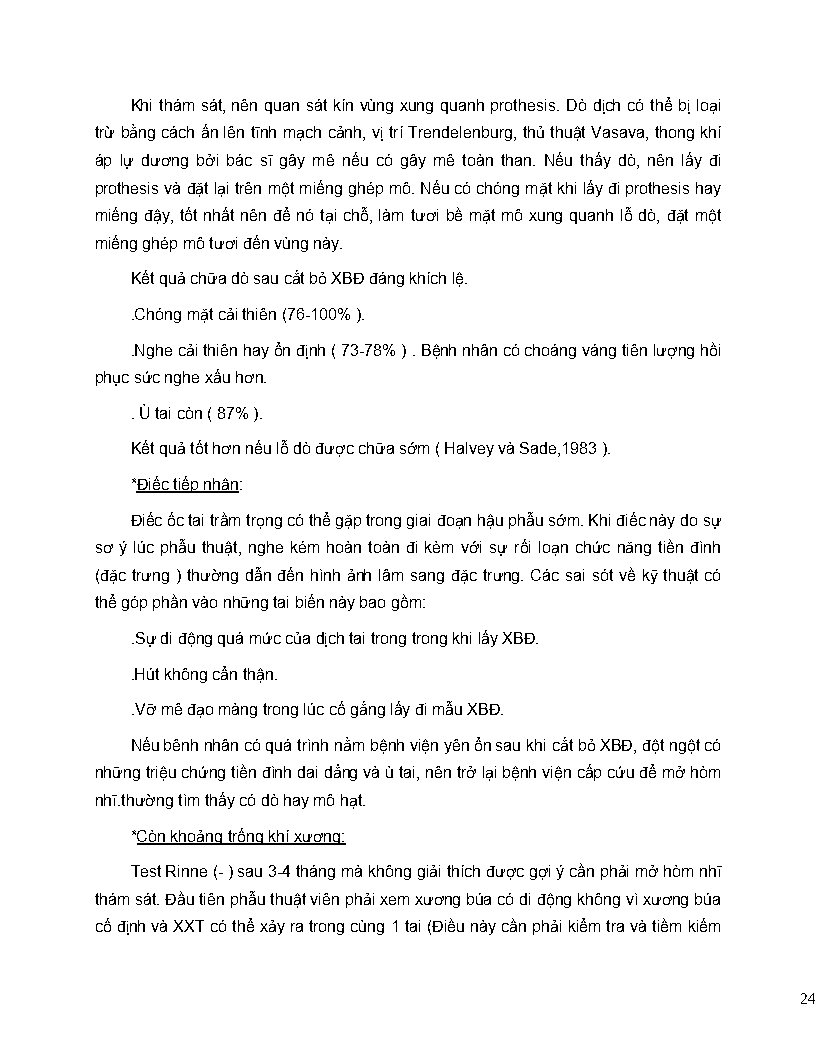 Khi thám sát, nên quan sát kín vùng xung quanh prothesis. Dò dịch có thể bị loại
trừ bằng cách ấn lên tĩnh mạch cảnh, vị trí Trendelenburg, thủ thuật Vasava, thong khí
áp lự dương bởi bác sĩ gây mê nếu có gây mê toàn than. Nếu thấy dò, nên lấy đi
prothesis và đặt lại trên một miếng ghép mô. Nếu có chóng mặt khi lấy đi prothesis hay
miếng đậy, tốt nhất nên để nó tại chỗ, làm tươi bề mặt mô xung quanh lỗ dò, đặt một
miếng ghép mô tươi đến vùng này.
Kết quả chữa dò sau cắt bỏ XBĐ đáng khích lệ.
.Chóng mặt cải thiên (76-100% ).
.Nghe cải thiên hay ổn định ( 73-78% ) . Bệnh nhân có choáng váng tiên lượng hồi
phục sức nghe xấu hơn.
. Ù tai còn ( 87% ).
Kết quả tốt hơn nếu lỗ dò được chữa sớm ( Halvey và Sade,1983 ).
*Điếc tiếp nhân:
Điếc ốc tai trầm trọng có thể gặp trong giai đoạn hậu phẫu sớm. Khi điếc này do sự
sơ ý lúc phẫu thuật, nghe kém hoàn toàn đi kèm với sự rối loạn chức năng tiền đình
(đặc trưng ) thường dẫn đến hình ảnh lâm sang đặc trưng. Các sai sót về kỹ thuật có
thể góp phần vào những tai biến này bao gồm:
.Sự di động quá mức của dịch tai trong trong khi lấy XBĐ.
.Hút không cẩn thận.
.Vỡ mê đạo màng trong lúc cố gắng lấy đi mẫu XBĐ.
Nếu bênh nhân có quá trình nằm bệnh viện yên ổn sau khi cắt bỏ XBĐ, đột ngột có
những triệu chứng tiền đình dai dẳng và ù tai, nên trở lại bệnh viện cấp cứu để mở hòm
nhĩ.thường tìm thấy có dò hay mô hạt.
*Còn khoảng trống khí xương:
Test Rinne (- ) sau 3-4 tháng mà không giải thích được gợi ý cần phải mở hòm nhĩ
thám sát. Đầu tiên phẫu thuật viên phải xem xương búa có di động không vì xương búa
cố định và XXT có thể xảy ra trong cùng 1 tai (Điều này cần phải kiểm tra và tiềm kiếm
24